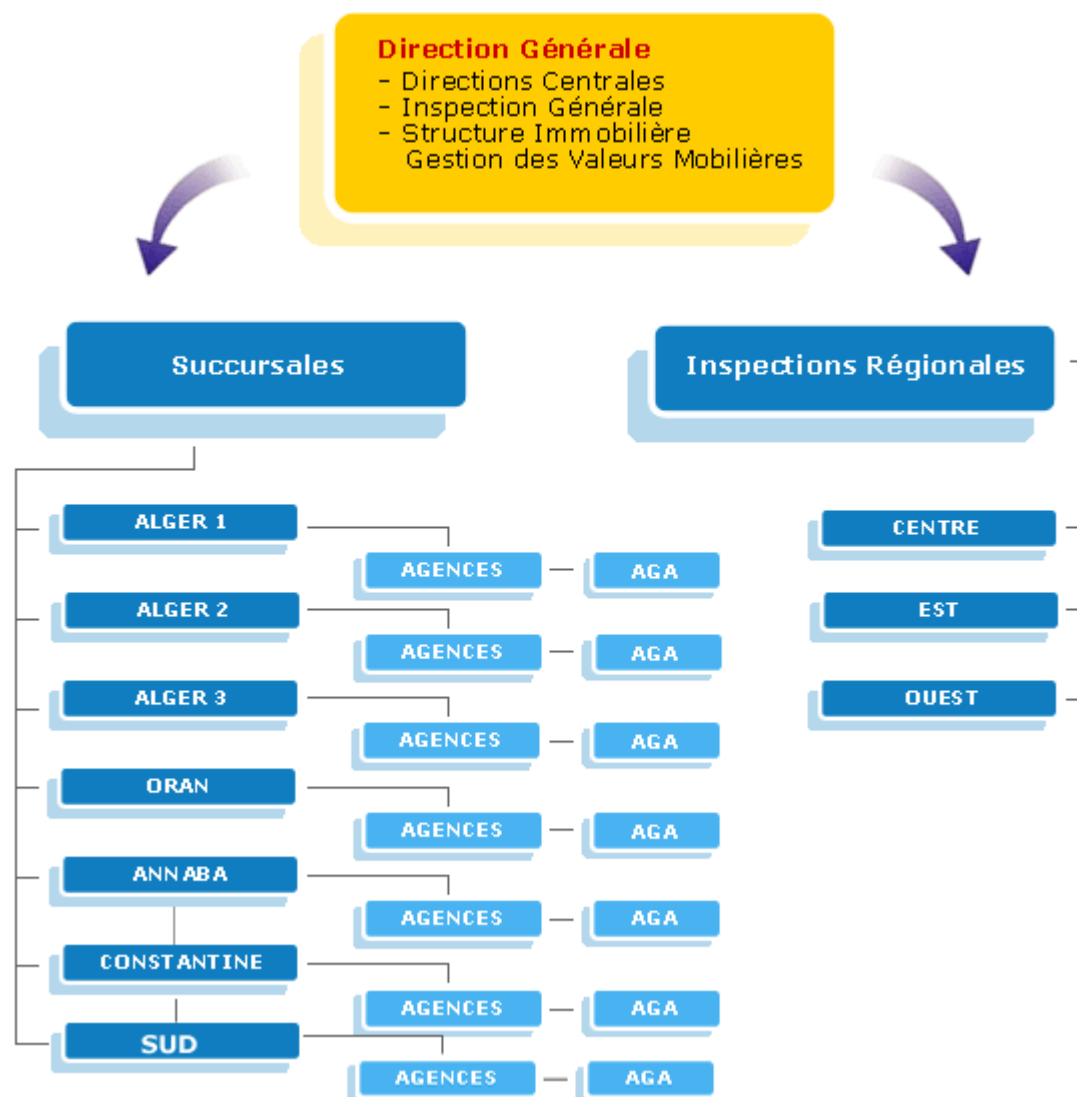 Direction Générale
- Directions Centrales
- Inspection Générale
- Structure Immobilière
Gestion des Valeurs Mobilières
Succursales
Inspections Régionales
ALGER 1
AGENCES
AGA
ALGER 2
AGENCES
AGA
ALGER 3
AGENCES
AGA
ORAN
AGENCES
AGA
ANNABA
AGENCES
AGA
CONSTANTINE
AGENCES
AGA
SUD
AGENCES
AGA
CENTRE
EST
OUEST